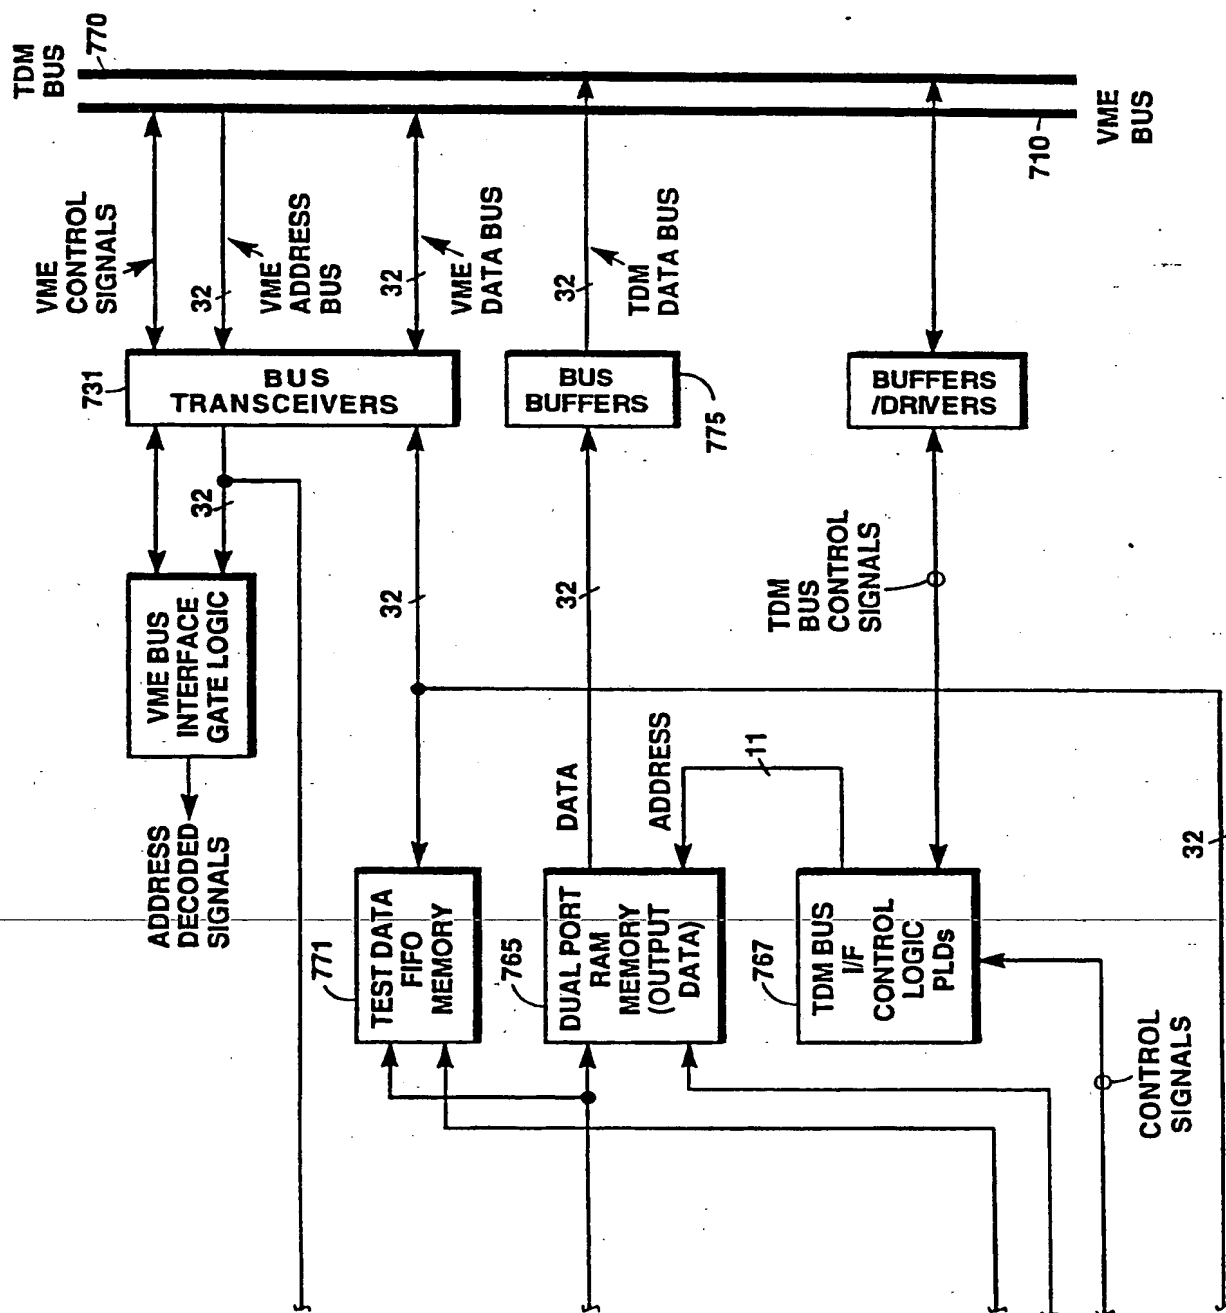 TDM
BUS
770
VME
BUS
710
VME
CONTROL
SIGNALS
32
VME
ADDRESS
BUS
32
VME
DATA BUS
32
TDM
DATA BUS
731
BUS
TRANSCEIVERS
BUS
BUFFERS
775
BUFFERS
/DRIVERS
32
VME BUS
INTERFACE
GATE LOGIC
ADDRESS
DECODED
SIGNALS
32
32
TDM
BUS
CONTROL
SIGNALS
DATA
ADDRESS
11
32
771
TEST DATA
FIFO
MEMORY
765
DUAL PORT
RAM
MEMORY
(OUTPUT
DATA)
767
TDM BUS
I/F
CONTROL
LOGIC
PLDs
CONTROL
SIGNALS